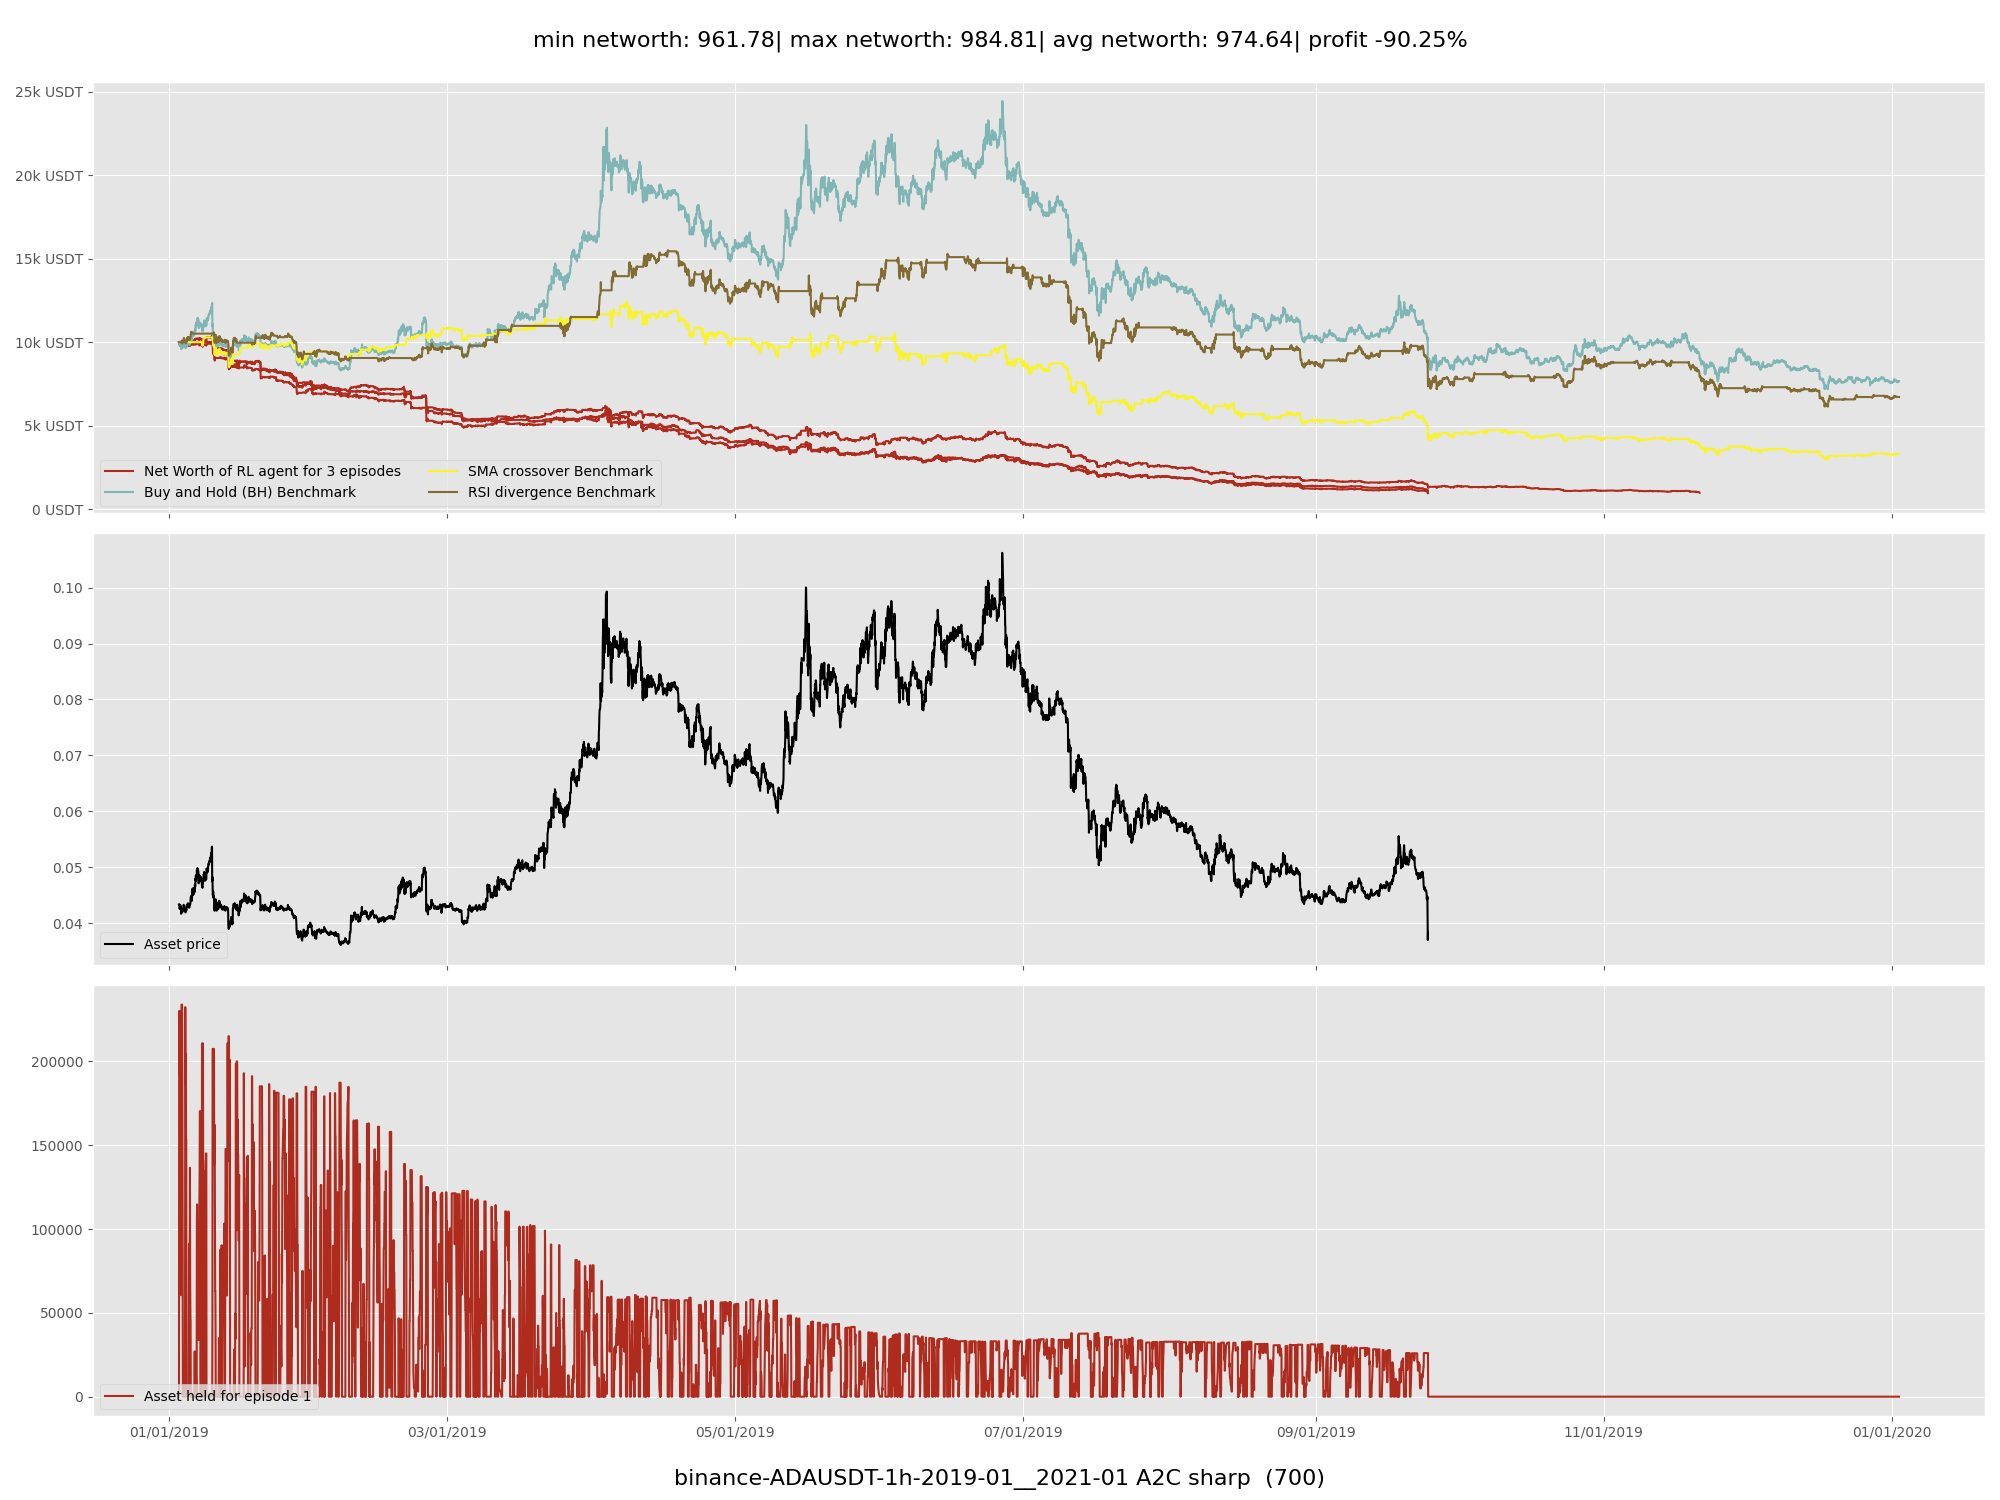 min networth: 961.78| max networth: 984.81| avg networth: 974.64| profit -90.25%
25k USDT
20k USDT
15k USDT
10k USDT
5k USDT
0 USDT
Net Worth of RL agent for 3 episodes
Buy and Hold (BH) Benchmark
SMA crossover Benchmark
RSI divergence Benchmark
0.10
0.09
0.08
0.07
0.06
0.05
0.04
Asset price
200000
150000
100000
50000
0
Asset held for episode 1
01/01/2019
03/01/2019
05/01/2019
07/01/2019
09/01/2019
11/01/2019
01/01/2020
binance-ADAUSDT-1h-2019-01__2021-01 A2C sharp  (700)